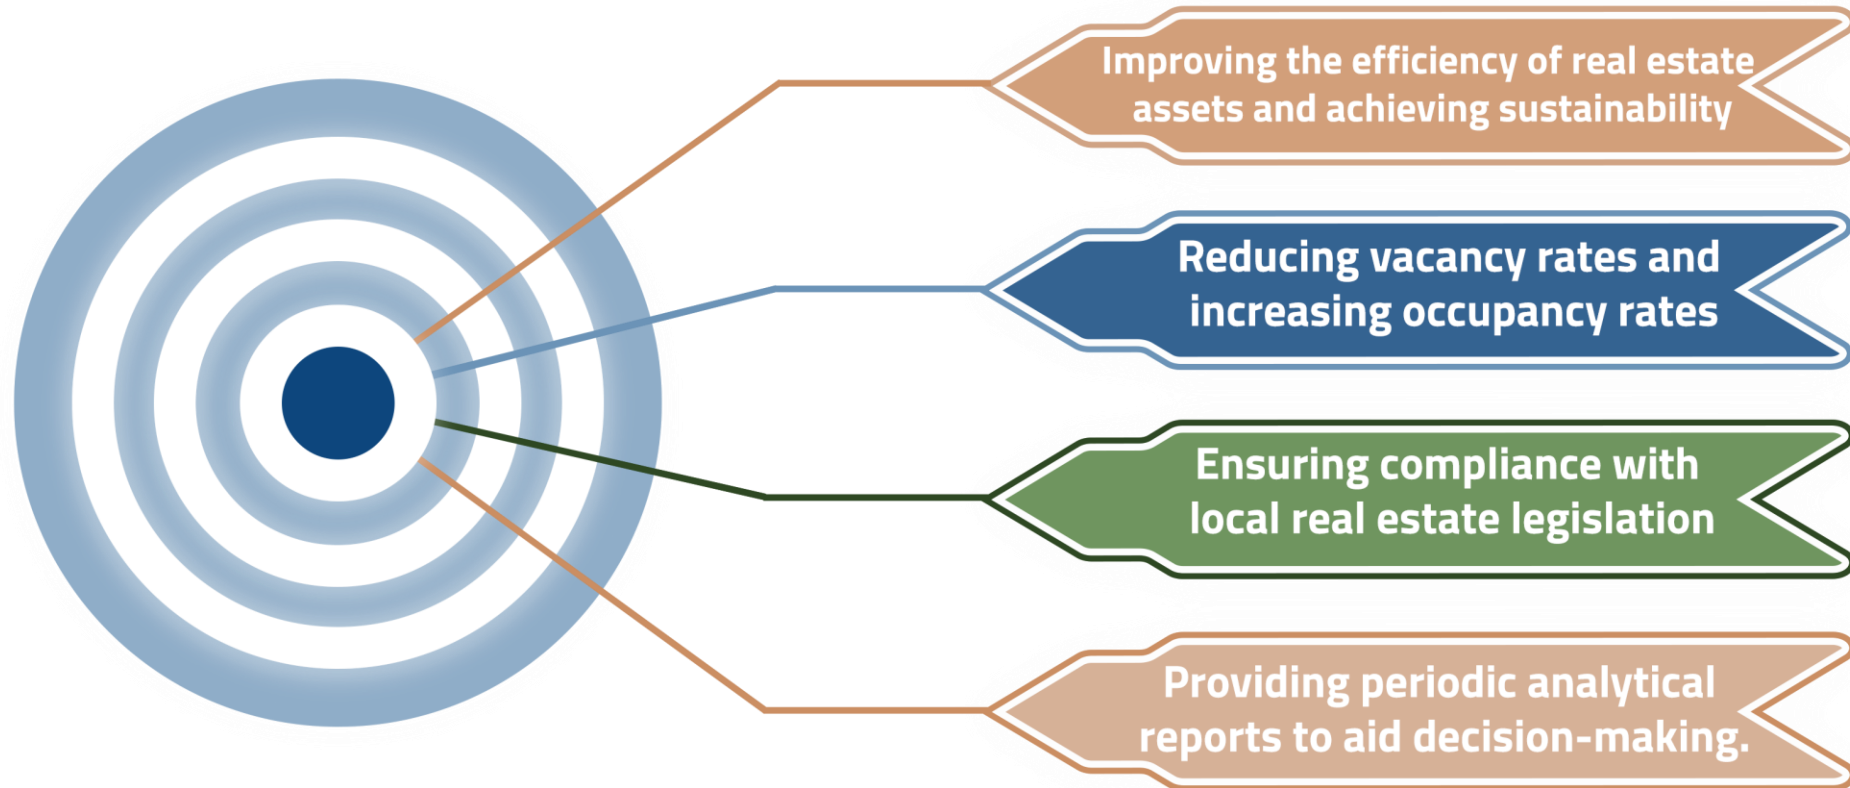 Improving the efficiency of real estate
assets and achieving sustainability
Reducing vacancy rates and
increasing occupancy rates
Ensuring compliance with
local real estate legislation
Providing periodic analytical
reports to aid decision-making.